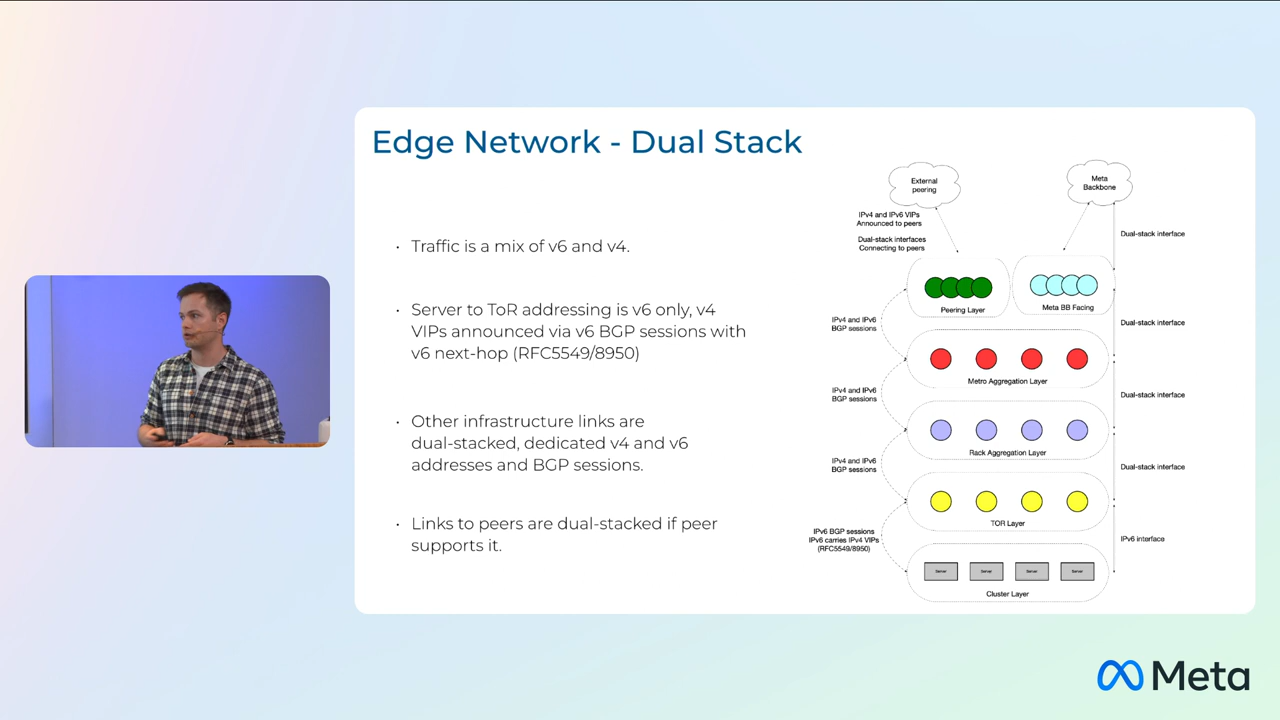 Edge Network - Dual Stack
· Traffic is a mix of v6 and v4.
· Server to ToR addressing is v6 only, v4
VIPs announced via v6 BGP sessions with
v6 next-hop (RFC5549/8950)
· Other infrastructure links are
dual-stacked, dedicated v4 and v6
addresses and BGP sessions.
· Links to peers are dual-stacked if peer
supports it.
External
peering
Meta
Backbone
IPv4 and IPv6 VIPs
Announced to peers
Dual-stack interfaces
Connecting to peers
Dual-stack interface
Peering Layer
Meta BB Facing
IPv4 and IPv6
BGP sessions
Dual-stack interface
Metro Aggregation Layer
IPv4 and IPv6
BGP sessions
Dual-stack interface
Rack Aggregation Layer
IPv4 and IPv6
BGP sessions
Dual-stack interface
TOR Layer
IPv6 BGP sessions
IPv6 carries IPv4 VIPs
(RFC5549/8950)
IPv6 interface
Server
Server
Server
Server
Cluster Layer
Meta